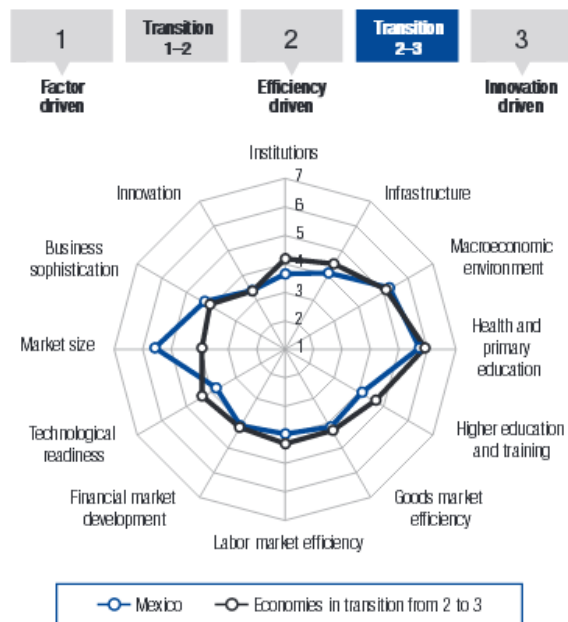 1
Transition
1–2
2
Transition
2–3
3
Factor
driven
Efficiency
driven
Innovation
driven
Institutions
7
6
5
4
3
2
1
Infrastructure
Macroeconomic
environment
Health and
primary
education
Higher education
and training
Goods market
efficiency
Labor market efficiency
Financial market
development
Technological
readiness
Market size
Business
sophistication
Innovation
Mexico
Economies in transition from 2 to 3